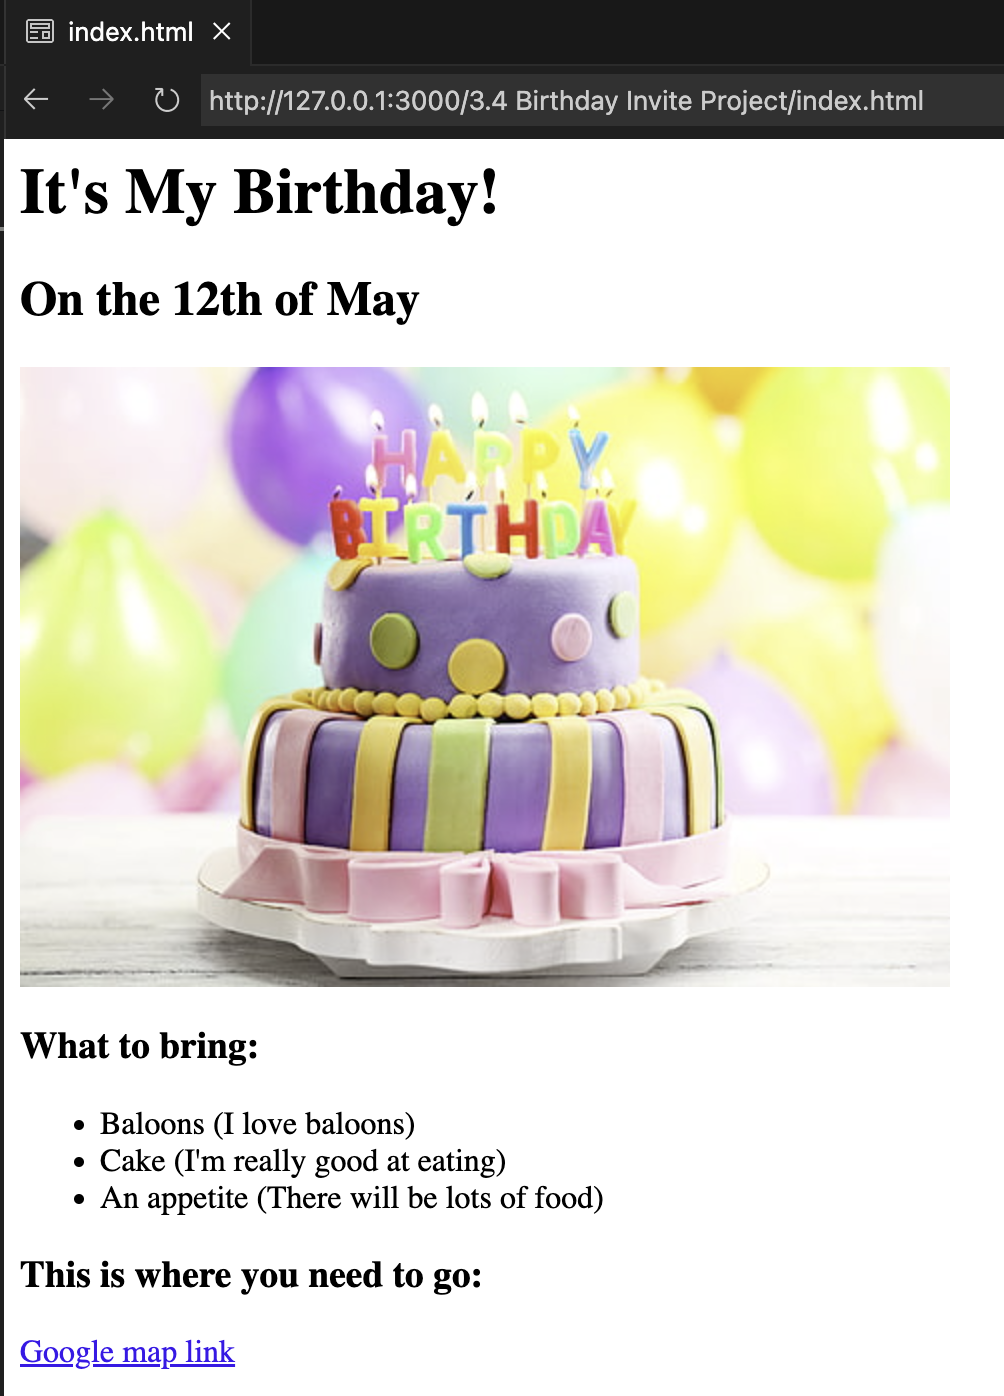 index.html
http://127.0.0.1:3000/3.4 Birthday Invite Project/index.html
It's My Birthday!
On the 12th of May
HAPPY
BIRTHDAY
What to bring:
Baloons (I love baloons)
Cake (I'm really good at eating)
An appetite (There will be lots of food)
This is where you need to go:
Google map link